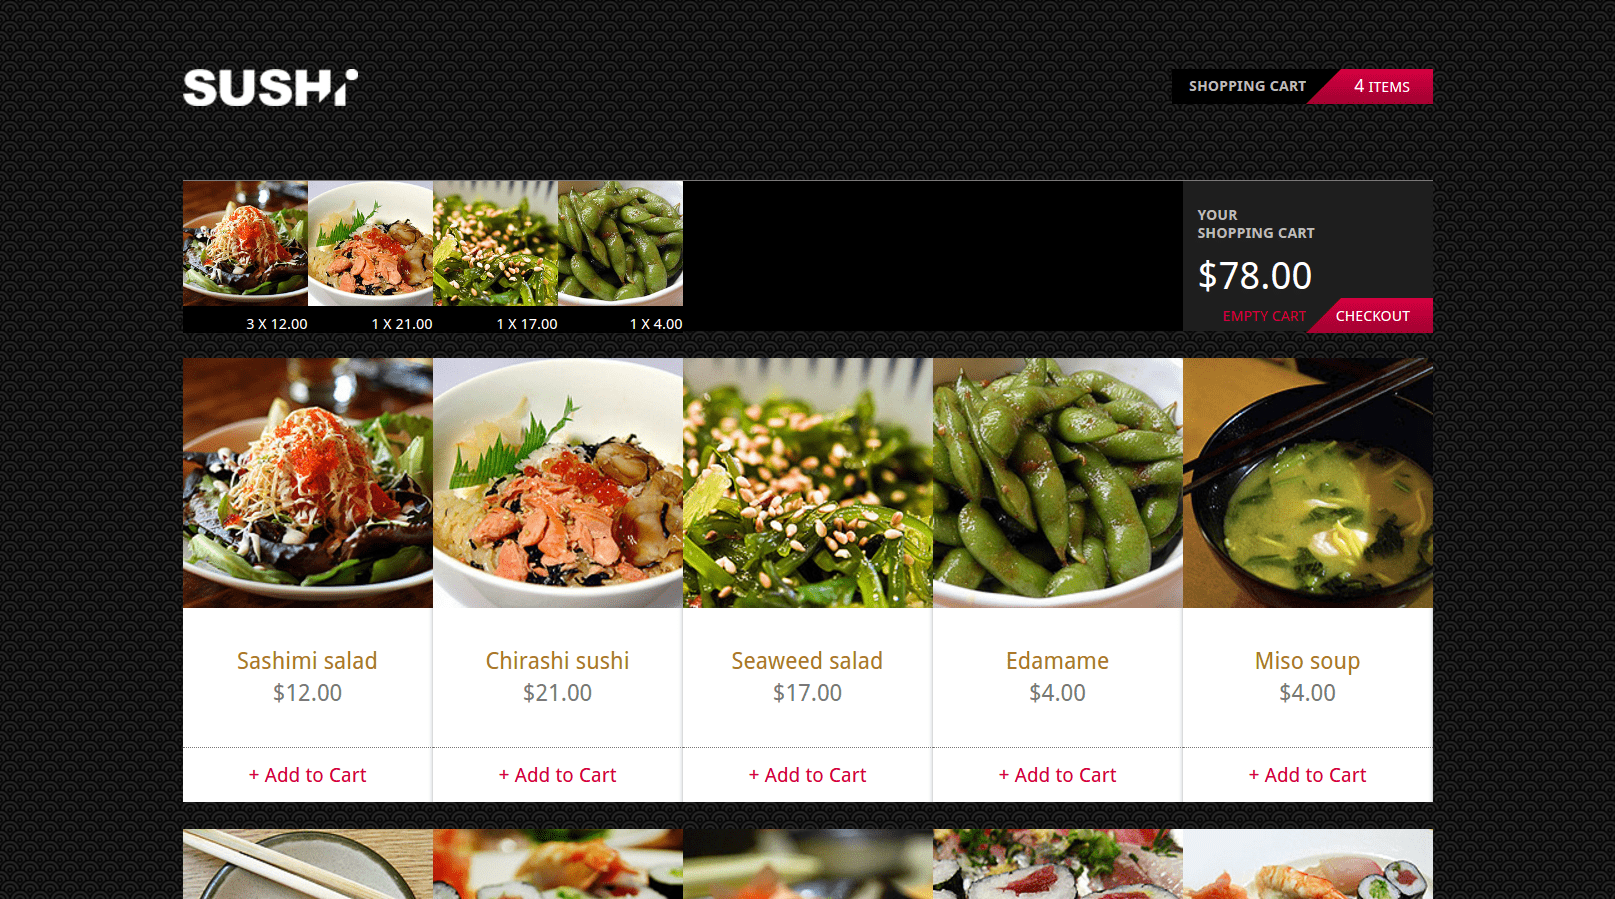 SUSHi
SHOPPING CART
4 ITEMS
3 X 12.00
1 X 21.00
1 X 17.00
1 X 4.00
YOUR
SHOPPING CART
$78.00
EMPTY CART
CHECKOUT
Sashimi salad
$12.00
+ Add to Cart
Chirashi sushi
$21.00
+ Add to Cart
Seaweed salad
$17.00
+ Add to Cart
Edamame
$4.00
+ Add to Cart
Miso soup
$4.00
+ Add to Cart